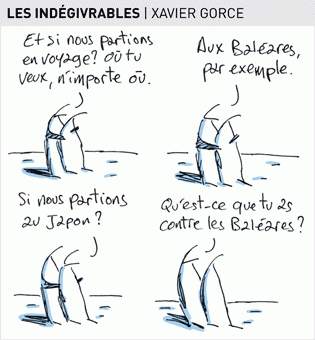 LES INDÉGIVRABLES | XAVIER GORCE
Et si nous partions
en voyage? Où tu
veux, n'importe où.
Aux Baléares,
par exemple.
Si nous partions
au Japon?
Qu'est-ce que tu as
contre les Baléares?